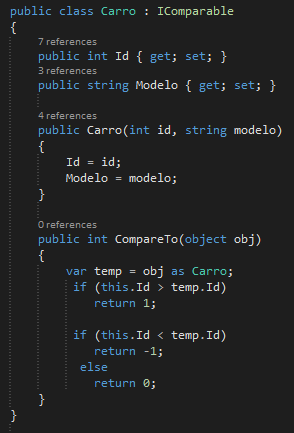 public class Carro : IComparable
{
7 references
public int Id { get; set; }
3 references
public string Modelo { get; set; }
4 references
public Carro(int id, string modelo)
{
Id = id;
Modelo = modelo;
}
0 references
public int CompareTo(object obj)
{
var temp = obj as Carro;
if (this.Id > temp.Id)
return 1;
if (this.Id < temp.Id)
return -1;
else
return 0;
}
}